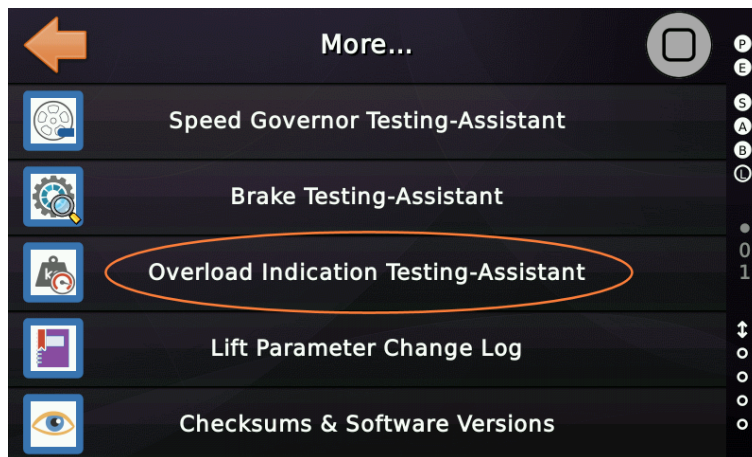 More...
Speed Governor Testing-Assistant
Brake Testing-Assistant
Overload Indication Testing-Assistant
Lift Parameter Change Log
Checksums & Software Versions
P
E
S
A
B
L
0
1